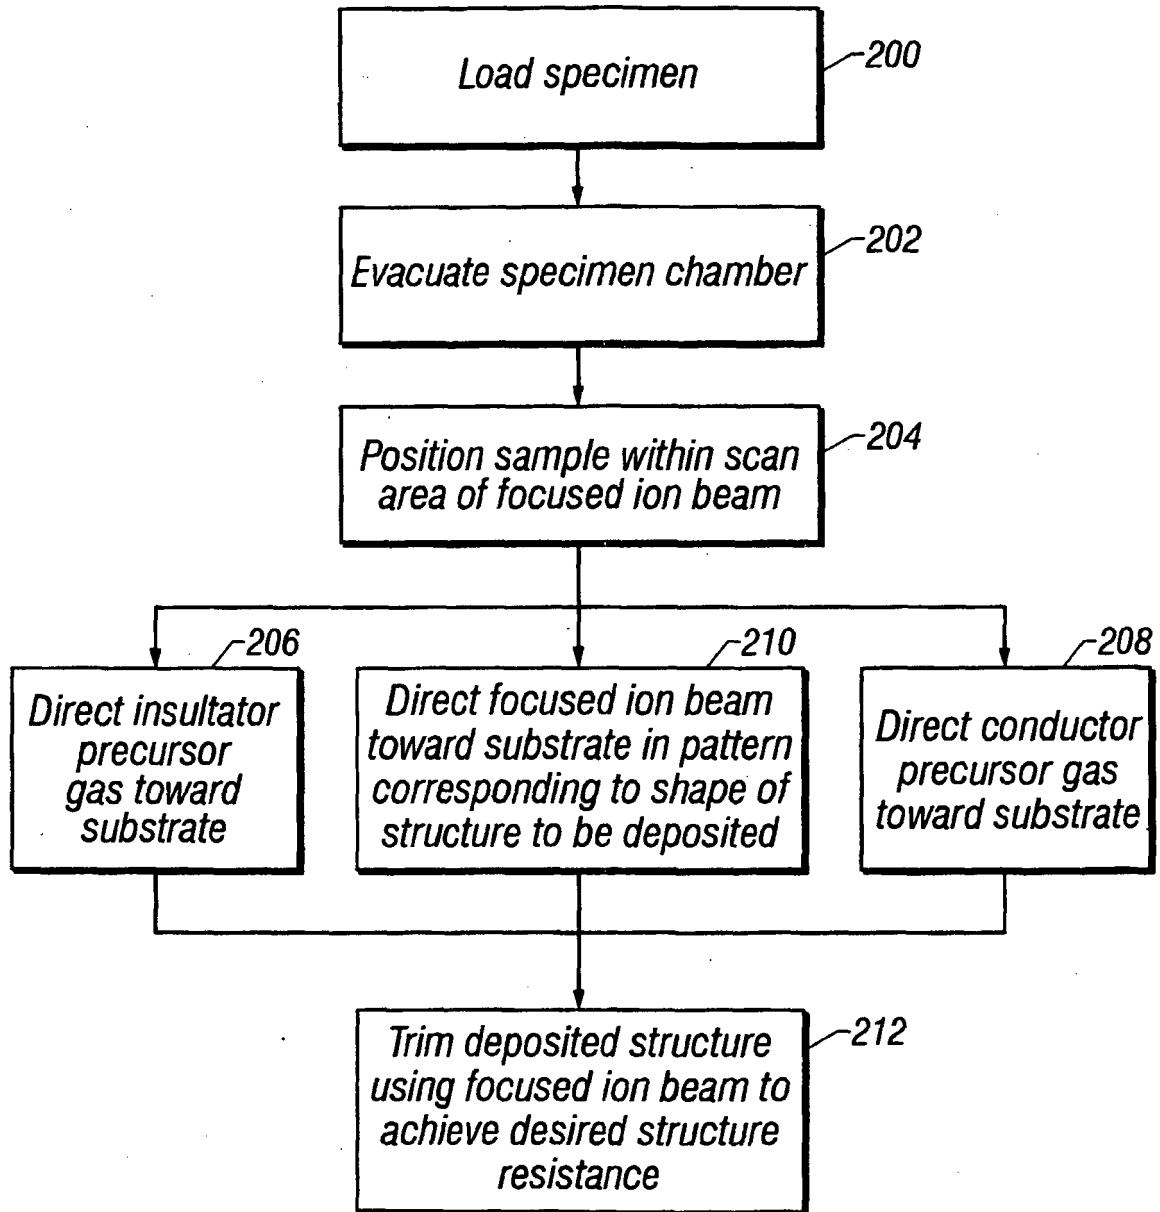 Load specimen
200
Evacuate specimen chamber
202
Position sample within scan
area of focused ion beam
204
206
Direct insultator
precursor
gas toward
substrate
210
Direct focused ion beam
toward substrate in pattern
corresponding to shape of
structure to be deposited
208
Direct conductor
precursor gas
toward substrate
Trim deposited structure
using focused ion beam to
achieve desired structure
resistance
212